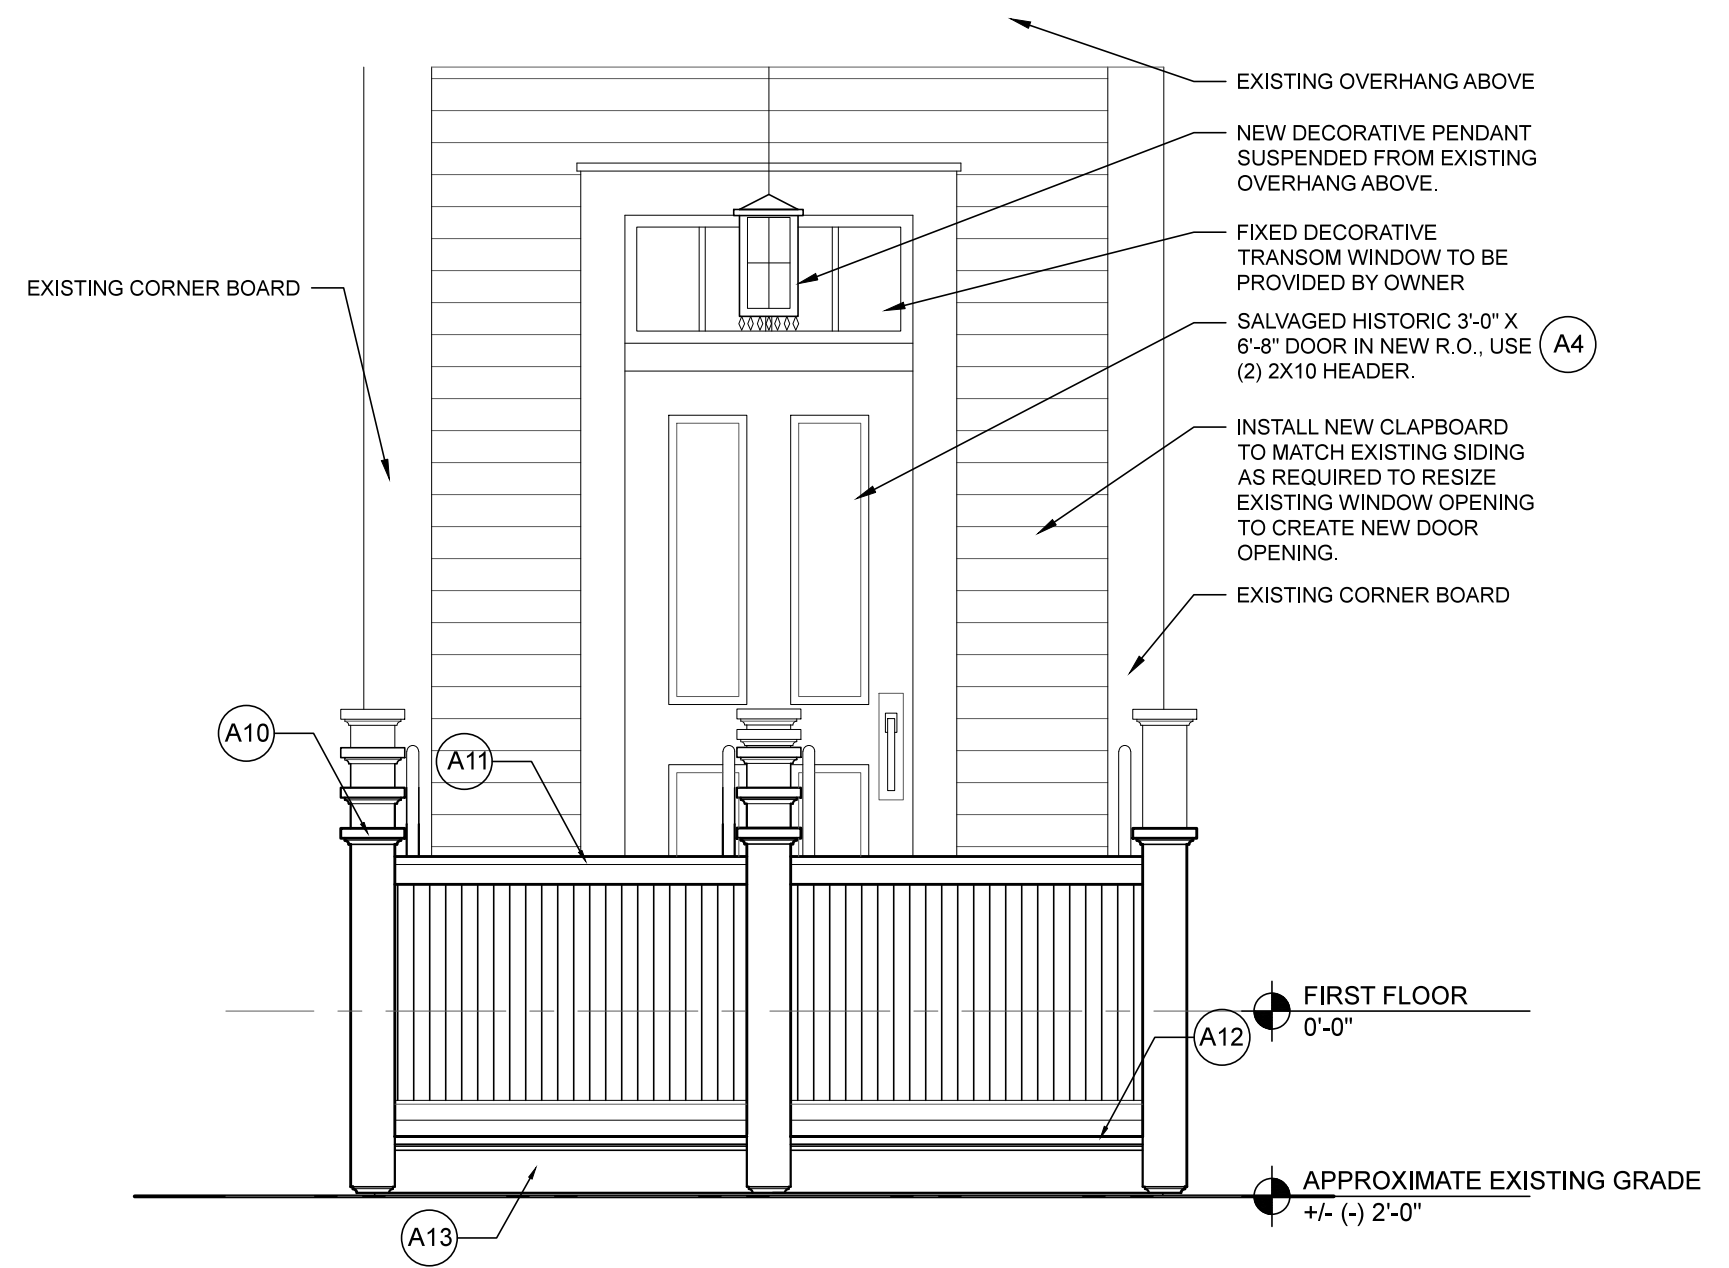 EXISTING OVERHANG ABOVE
NEW DECORATIVE PENDANT
SUSPENDED FROM EXISTING
OVERHANG ABOVE.
FIXED DECORATIVE
TRANSOM WINDOW TO BE
PROVIDED BY OWNER
EXISTING CORNER BOARD
SALVAGED HISTORIC 3'-0" X
6'-8" DOOR IN NEW R.O., USE
(2) 2X10 HEADER.
A4
INSTALL NEW CLAPBOARD
TO MATCH EXISTING SIDING
AS REQUIRED TO RESIZE
EXISTING WINDOW OPENING
TO CREATE NEW DOOR
OPENING.
EXISTING CORNER BOARD
A10
A11
FIRST FLOOR
0'-0"
A12
APPROXIMATE EXISTING GRADE
+/- (-) 2'-0"
A13